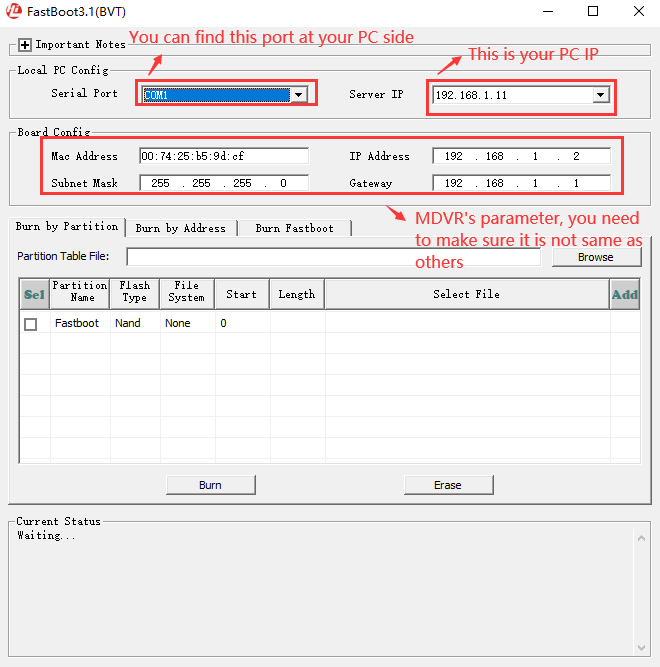 FastBoot3.1(BVT)
Important Notes
You can find this port at your PC side
This is your PC IP
Local PC Config
Serial Port COM1 Server IP 192.168.1.11
Board Config
Mac Address 00:74:25:b5:9d:cf IP Address 192 . 168 . 1 . 2
Subnet Mask 255 . 255 . 255 . 0 Gateway 192 . 168 . 1 . 1
MDVR's parameter, you need
to make sure it is not same as
others
Burn by Partition Burn by Address Burn Fastboot
Partition Table File: Browse
Sel Partition Name Flash Type File System Start Length Select File Add
Fastboot Nand None 0
Burn Erase
Current Status
Waiting...